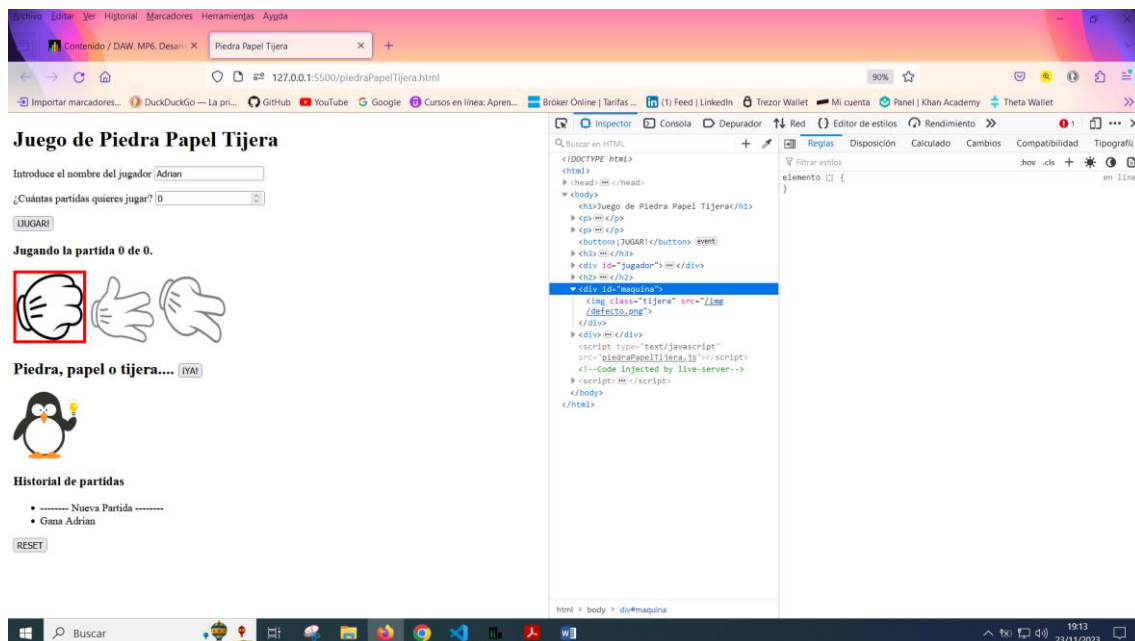 Archivo Editar Ver Historial Marcadores Herramientas Ayuda
Contenido / DAW. MP6. Desarr
Piedra Papel Tijera
127.0.0.1:5500/piedraPapelTijera.html
90%
Importar marcadores...
DuckDuckGo — La pri...
GitHub
YouTube
Google
Cursos en línea: Apren...
Bróker Online | Tarifas ...
(1) Feed | LinkedIn
Trezor Wallet
Mi cuenta
Panel | Khan Academy
Theta Wallet
Juego de Piedra Papel Tijera
Introduce el nombre del jugador Adrian
¿Cuántas partidas quieres jugar? 0
¡JUGAR!
Jugando la partida 0 de 0.
Piedra, papel o tijera.... ¡YA!
Historial de partidas
-------- Nueva Partida --------
Gana Adrian
RESET
Inspector
Consola
Depurador
Red
Editor de estilos
Rendimiento
1
Buscar en HTML
<!DOCTYPE html>
<html>
<head> </head>
<body>
<h1>Juego de Piedra Papel Tijera</h1>
<p> </p>
<p> </p>
<button>¡JUGAR!</button> event
<h3> </h3>
<div id="jugador"> </div>
<h2> </h2>
<div id="maquina">
<img class="tijera" src="/img
/defecto.png">
</div>
<div> </div>
<script type="text/javascript"
src="piedraPapelTijera.js"></script>
<!--Code injected by live-server-->
<script> </script>
</body>
</html>
html > body > div#maquina
Reglas
Disposición
Calculado
Cambios
Compatibilidad
Tipografí
Filtrar estilos
:hov .cls
elemento {
en líne
}
Buscar
19:13
23/11/2023